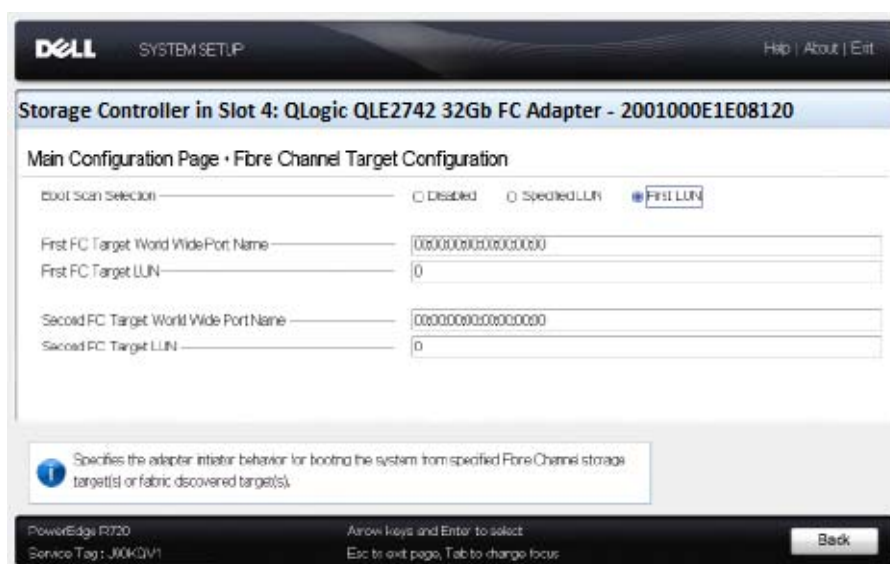 DELL SYSTEM SETUP Help | About | Exit
Storage Controller in Slot 4: QLogic QLE2742 32Gb FC Adapter - 2001000E1E08120
Main Configuration Page • Fibre Channel Target Configuration
Boot Scan Selection Disabled Specified LUN First LUN
First FC Target World Wide Port Name 00:00:00:00:00:00:00:00
First FC Target LUN 0
Second FC Target World Wide Port Name 00:00:00:00:00:00:00:00
Second FC Target LUN 0
Specifies the adapter initiator behavior for booting the system from specified Fibre Channel storage
target(s) or fabric discovered target(s).
PowerEdge R720 Arrow keys and Enter to select
Service Tag : Esc to exit page, Tab to change focus
Back